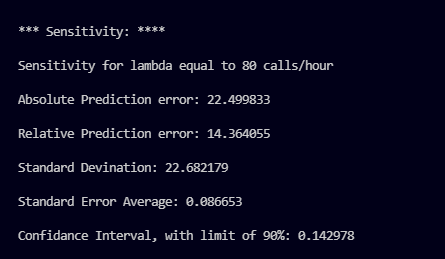 *** Sensitivity: ****
Sensitivity for lambda equal to 80 calls/hour
Absolute Prediction error: 22.499833
Relative Prediction error: 14.364055
Standard Devination: 22.682179
Standard Error Average: 0.086653
Confidance Interval, with limit of 90%: 0.142978